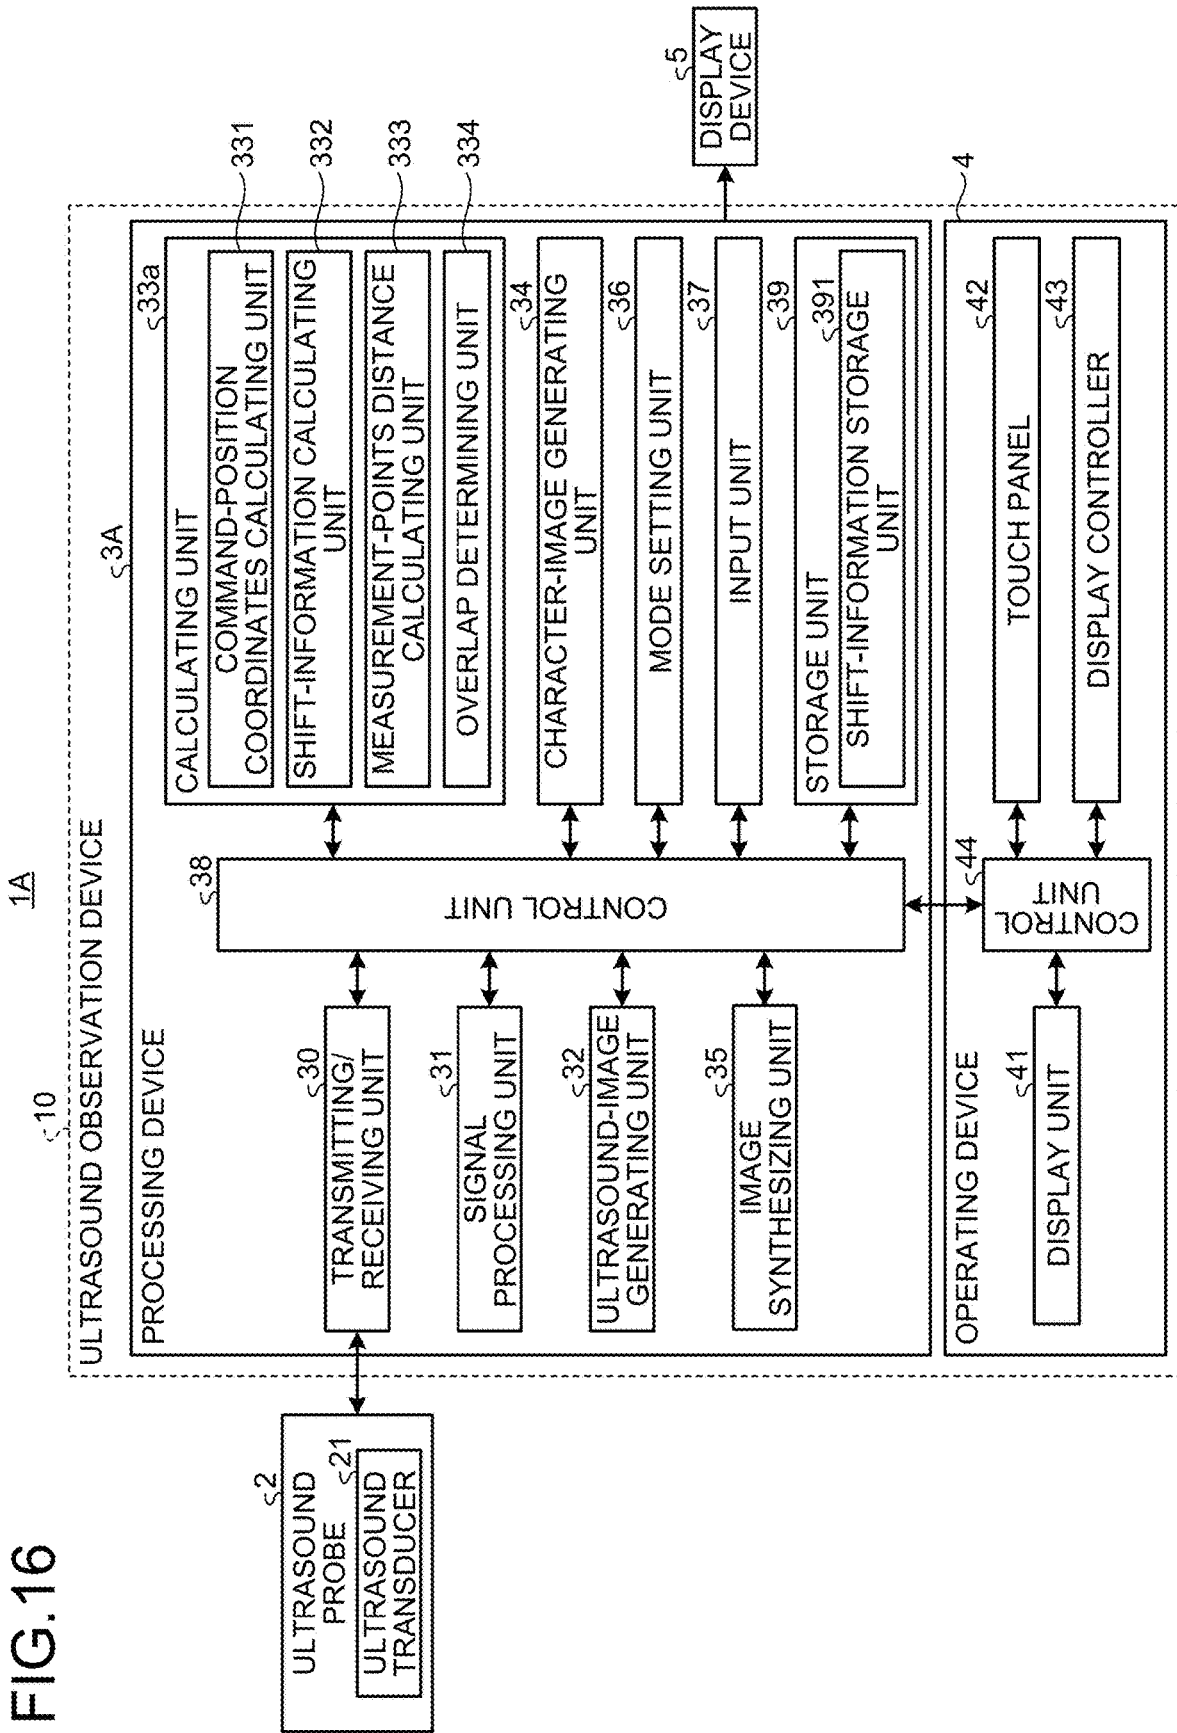 FIG.16
1A
10
ULTRASOUND OBSERVATION DEVICE
3A
PROCESSING DEVICE
2
ULTRASOUND
PROBE
21
ULTRASOUND
TRANSDUCER
30
TRANSMITTING/
RECEIVING UNIT
31
SIGNAL
PROCESSING UNIT
32
ULTRASOUND-IMAGE
GENERATING UNIT
35
IMAGE
SYNTHESIZING UNIT
38
CONTROL UNIT
33a
CALCULATING UNIT
COMMAND-POSITION
COORDINATES CALCULATING UNIT
331
SHIFT-INFORMATION CALCULATING
UNIT
332
MEASUREMENT-POINTS DISTANCE
CALCULATING UNIT
333
OVERLAP DETERMINING UNIT
334
34
CHARACTER-IMAGE GENERATING
UNIT
36
MODE SETTING UNIT
37
INPUT UNIT
39
STORAGE UNIT
391
SHIFT-INFORMATION STORAGE
UNIT
5
DISPLAY
DEVICE
4
OPERATING DEVICE
41
DISPLAY UNIT
44
CONTROL
UNIT
42
TOUCH PANEL
43
DISPLAY CONTROLLER